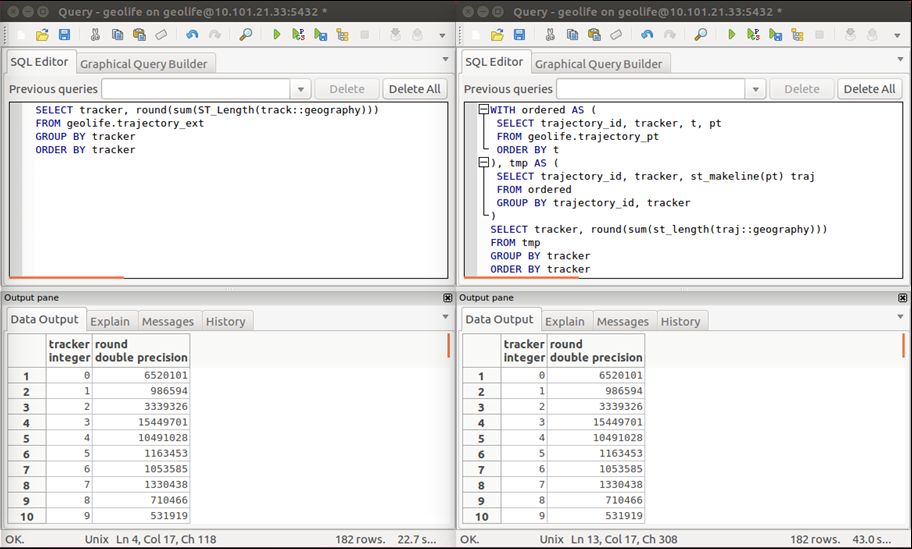 Query - geolife on geolife@10.101.21.33:5432 *
SQL Editor
Graphical Query Builder
Previous queries
Delete
Delete All
SELECT tracker, round(sum(ST_Length(track::geography)))
FROM geolife.trajectory_ext
GROUP BY tracker
ORDER BY tracker
Output pane
Data Output
Explain
Messages
History
tracker integer
round double precision
1 0 6520101
2 1 986594
3 2 3339326
4 3 15449701
5 4 10491028
6 5 1163453
7 6 1053585
8 7 1330438
9 8 710466
10 9 531919
OK. Unix Ln 4, Col 17, Ch 118 182 rows. 22.7 s...
Query - geolife on geolife@10.101.21.33:5432 *
SQL Editor
Graphical Query Builder
Previous queries
Delete
Delete All
WITH ordered AS (
SELECT trajectory_id, tracker, t, pt
FROM geolife.trajectory_pt
ORDER BY t
), tmp AS (
SELECT trajectory_id, tracker, st_makeline(pt) traj
FROM ordered
GROUP BY trajectory_id, tracker
)
SELECT tracker, round(sum(st_length(traj::geography)))
FROM tmp
GROUP BY tracker
ORDER BY tracker
Output pane
Data Output
Explain
Messages
History
tracker integer
round double precision
1 0 6520101
2 1 986594
3 2 3339326
4 3 15449701
5 4 10491028
6 5 1163453
7 6 1053585
8 7 1330438
9 8 710466
10 9 531919
OK. Unix Ln 13, Col 17, Ch 308 182 rows. 43.0 s...